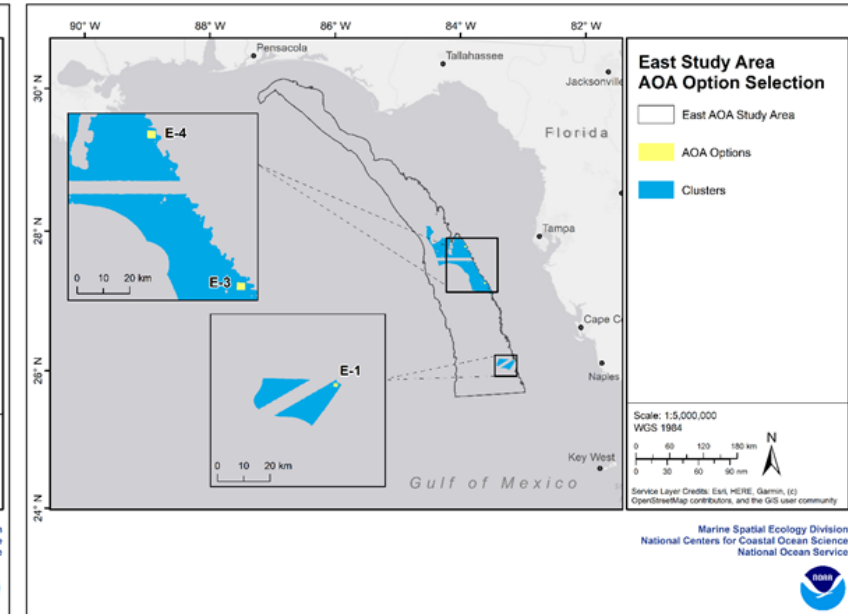 90° W
88° W
86° W
84° W
82° W
30° N
28° N
26° N
24° N
Pensacola
Tallahassee
Jacksonville
Florida
Tampa
Cape C
Naples
Key West
Gulf of Mexico
E-4
E-3
0 10 20 km
E-1
0 10 20 km
East Study Area
AOA Option Selection
East AOA Study Area
AOA Options
Clusters
Scale: 1:5,000,000
WGS 1984
0 60 120 180 km
0 30 60 90 nm
N
Service Layer Credits: Esri, HERE, Garmin, (c)
OpenStreetMap contributors, and the GIS user community
Marine Spatial Ecology Division
National Centers for Coastal Ocean Science
National Ocean Service
NOAA